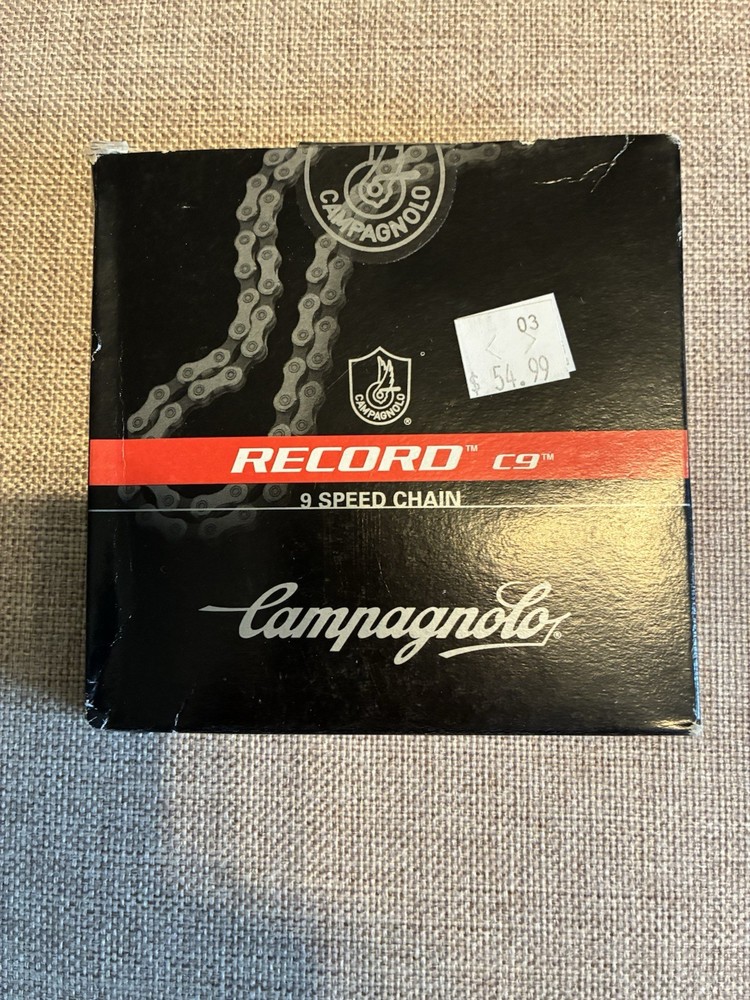 CAMPAGNOLO
03
< >
$ 54.99
CAMPAGNOLO
®
RECORD™ C9™
9 SPEED CHAIN
Campagnolo®